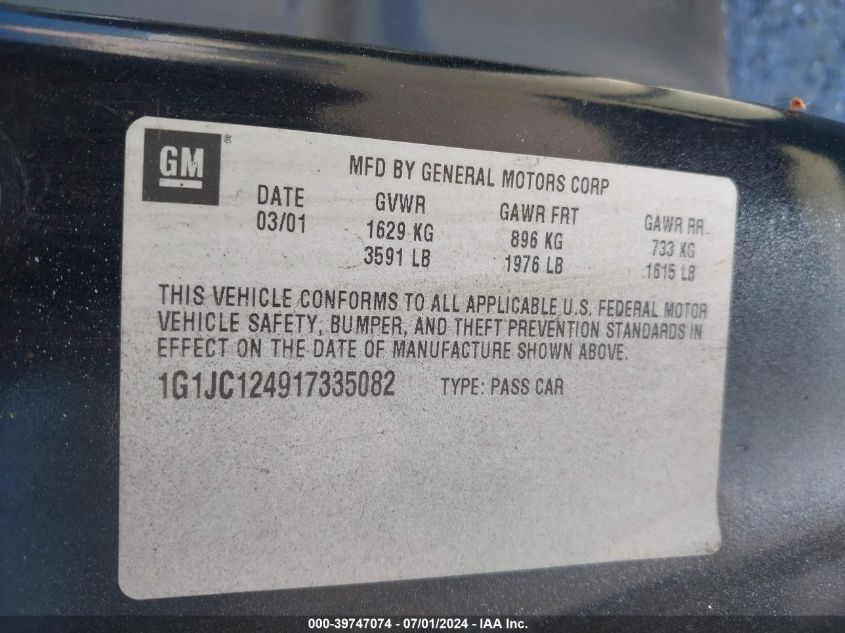 GM®
MFD BY GENERAL MOTORS CORP
DATE GVWR GAWR FRT GAWR RR
03/01 1629 KG 896 KG 733 KG
3591 LB 1976 LB 1615 LB
THIS VEHICLE CONFORMS TO ALL APPLICABLE U.S. FEDERAL MOTOR
VEHICLE SAFETY, BUMPER, AND THEFT PREVENTION STANDARDS IN
EFFECT ON THE DATE OF MANUFACTURE SHOWN ABOVE.
1G1JC124917335082 TYPE: PASS CAR
000-39747074 / 07/01/2024 - IAA Inc.